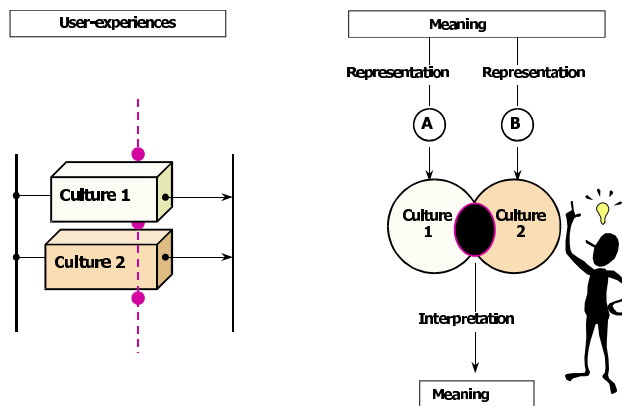 User-experiences
Culture 1
Culture 2
Meaning
Representation Representation
A B
Culture Culture
1 2
Interpretation
Meaning